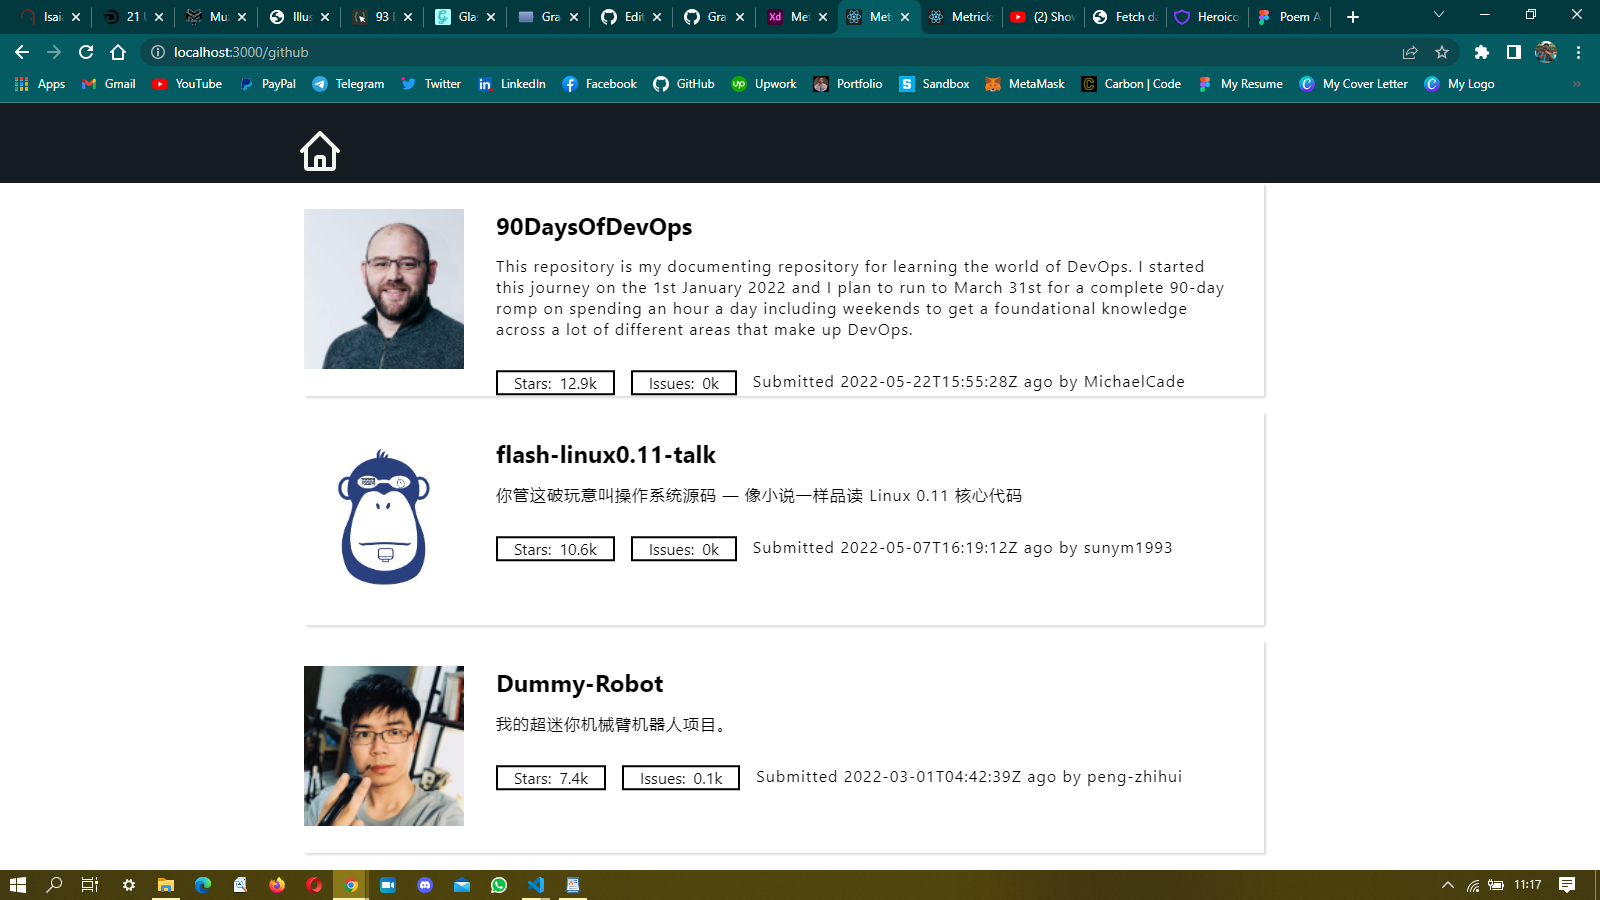 Isaia
21 U
Mu
Illus
93
Gla
Gra
Edit
Gra
Xd
Met
Met
Metrick
(2) Show
Fetch da
Heroico
Poem A
localhost:3000/github
Apps
Gmail
YouTube
PayPal
Telegram
Twitter
LinkedIn
Facebook
GitHub
Upwork
Portfolio
Sandbox
MetaMask
Carbon | Code
My Resume
My Cover Letter
My Logo
90DaysOfDevOps
This repository is my documenting repository for learning the world of DevOps. I started
this journey on the 1st January 2022 and I plan to run to March 31st for a complete 90-day
romp on spending an hour a day including weekends to get a foundational knowledge
across a lot of different areas that make up DevOps.
Stars: 12.9k
Issues: 0k
Submitted 2022-05-22T15:55:28Z ago by MichaelCade
flash-linux0.11-talk
你管这破玩意叫操作系统源码 — 像小说一样品读 Linux 0.11 核心代码
Stars: 10.6k
Issues: 0k
Submitted 2022-05-07T16:19:12Z ago by sunym1993
Dummy-Robot
我的超迷你机械臂机器人项目。
Stars: 7.4k
Issues: 0.1k
Submitted 2022-03-01T04:42:39Z ago by peng-zhihui
11:17